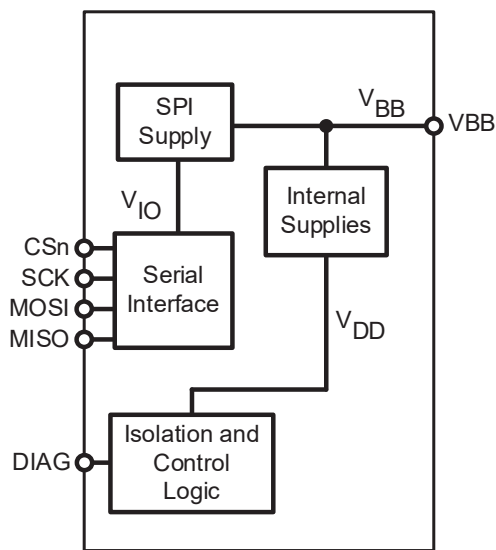 SPI
Supply
VBB
VBB
Internal
Supplies
VIO
CSn
SCK
MOSI
MISO
Serial
Interface
VDD
DIAG
Isolation and
Control
Logic